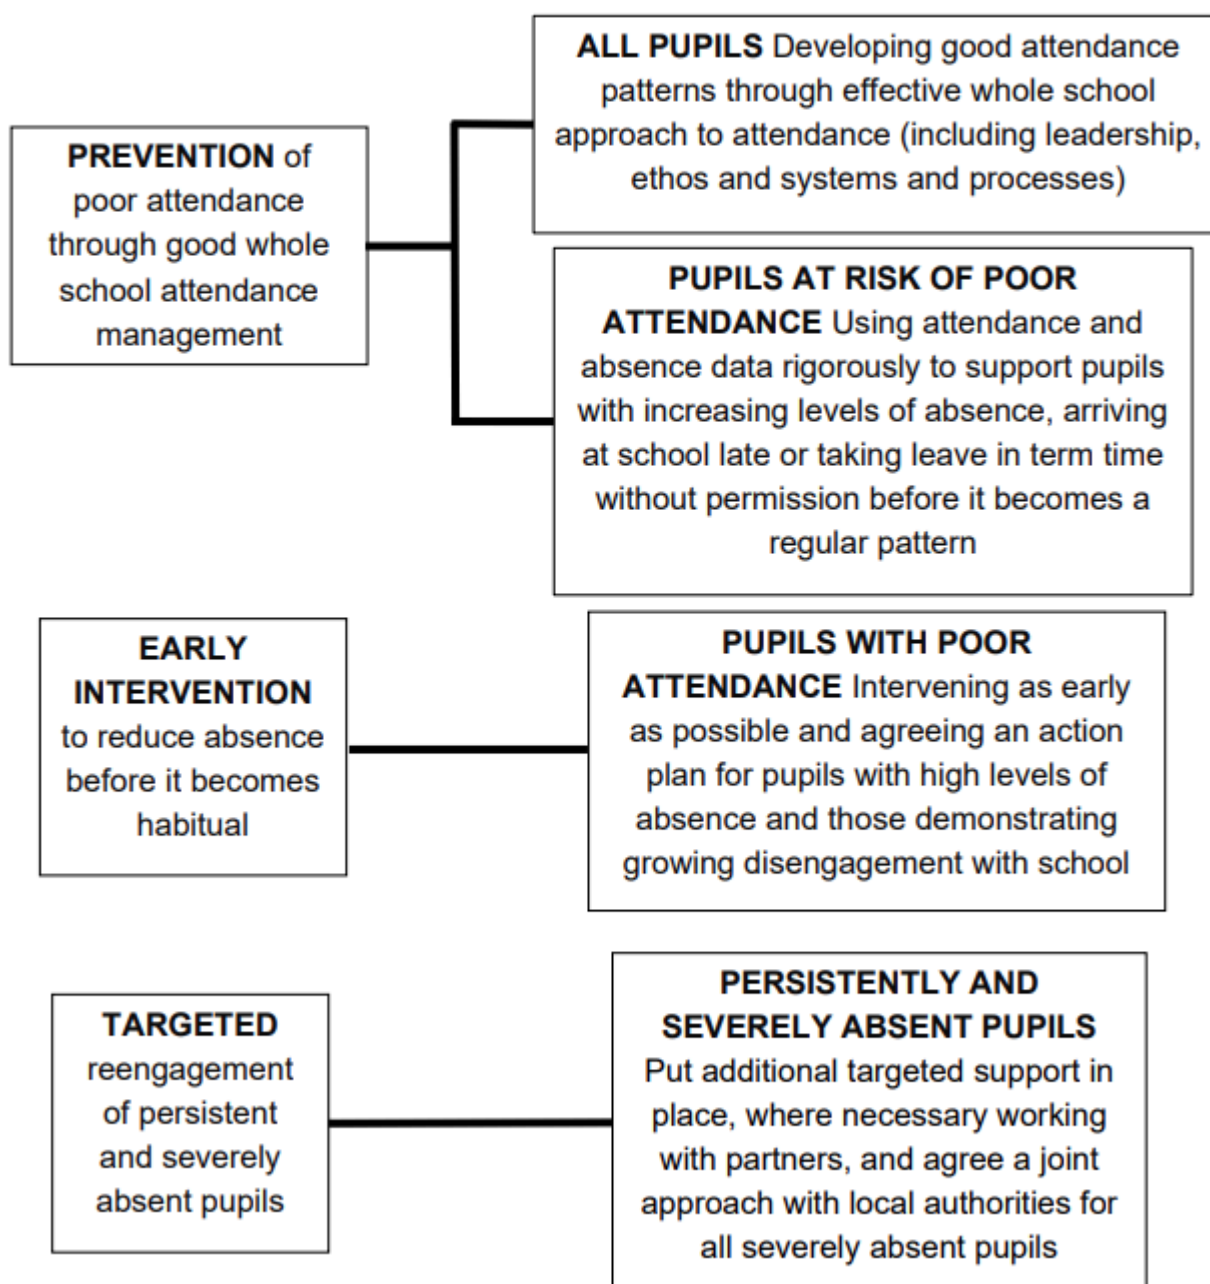 PREVENTION of
poor attendance
through good whole
school attendance
management
ALL PUPILS Developing good attendance
patterns through effective whole school
approach to attendance (including leadership,
ethos and systems and processes)
PUPILS AT RISK OF POOR
ATTENDANCE Using attendance and
absence data rigorously to support pupils
with increasing levels of absence, arriving
at school late or taking leave in term time
without permission before it becomes a
regular pattern
EARLY
INTERVENTION
to reduce absence
before it becomes
habitual
PUPILS WITH POOR
ATTENDANCE Intervening as early
as possible and agreeing an action
plan for pupils with high levels of
absence and those demonstrating
growing disengagement with school
TARGETED
reengagement
of persistent
and severely
absent pupils
PERSISTENTLY AND
SEVERELY ABSENT PUPILS
Put additional targeted support in
place, where necessary working
with partners, and agree a joint
approach with local authorities for
all severely absent pupils